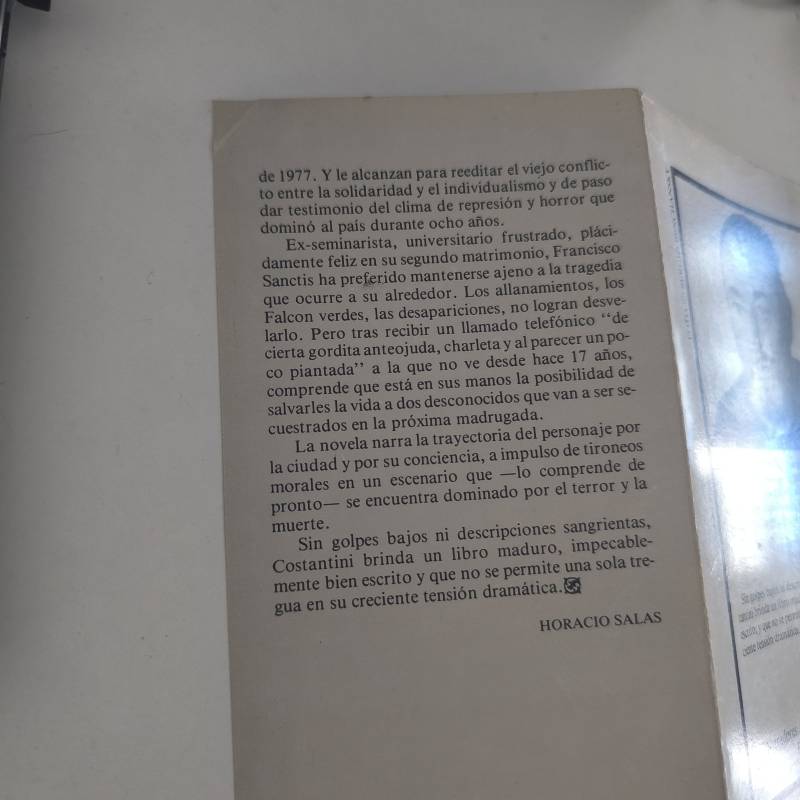 de 1977. Y le alcanzan para reeditar el viejo conflic-
to entre la solidaridad y el individualismo y de paso
dar testimonio del clima de represión y horror que
dominó al país durante ocho años.
Ex-seminarista, universitario frustrado, pláci-
damente feliz en su segundo matrimonio, Francisco
Sanctis ha preferido mantenerse ajeno a la tragedia
que ocurre a su alrededor. Los allanamientos, los
Falcon verdes, las desapariciones, no logran desve-
larlo. Pero tras recibir un llamado telefónico “de
cierta gordita anteojuda, charleta y al parecer un po-
co piantada” a la que no ve desde hace 17 años,
comprende que está en sus manos la posibilidad de
salvarles la vida a dos desconocidos que van a ser se-
cuestrados en la próxima madrugada.
La novela narra la trayectoria del personaje por
la ciudad y por su conciencia, a impulso de tironeos
morales en un escenario que —lo comprende de
pronto— se encuentra dominado por el terror y la
muerte.
Sin golpes bajos ni descripciones sangrientas,
Costantini brinda un libro maduro, impecable-
mente bien escrito y que no se permite una sola tre-
gua en su creciente tensión dramática.
HORACIO SALAS